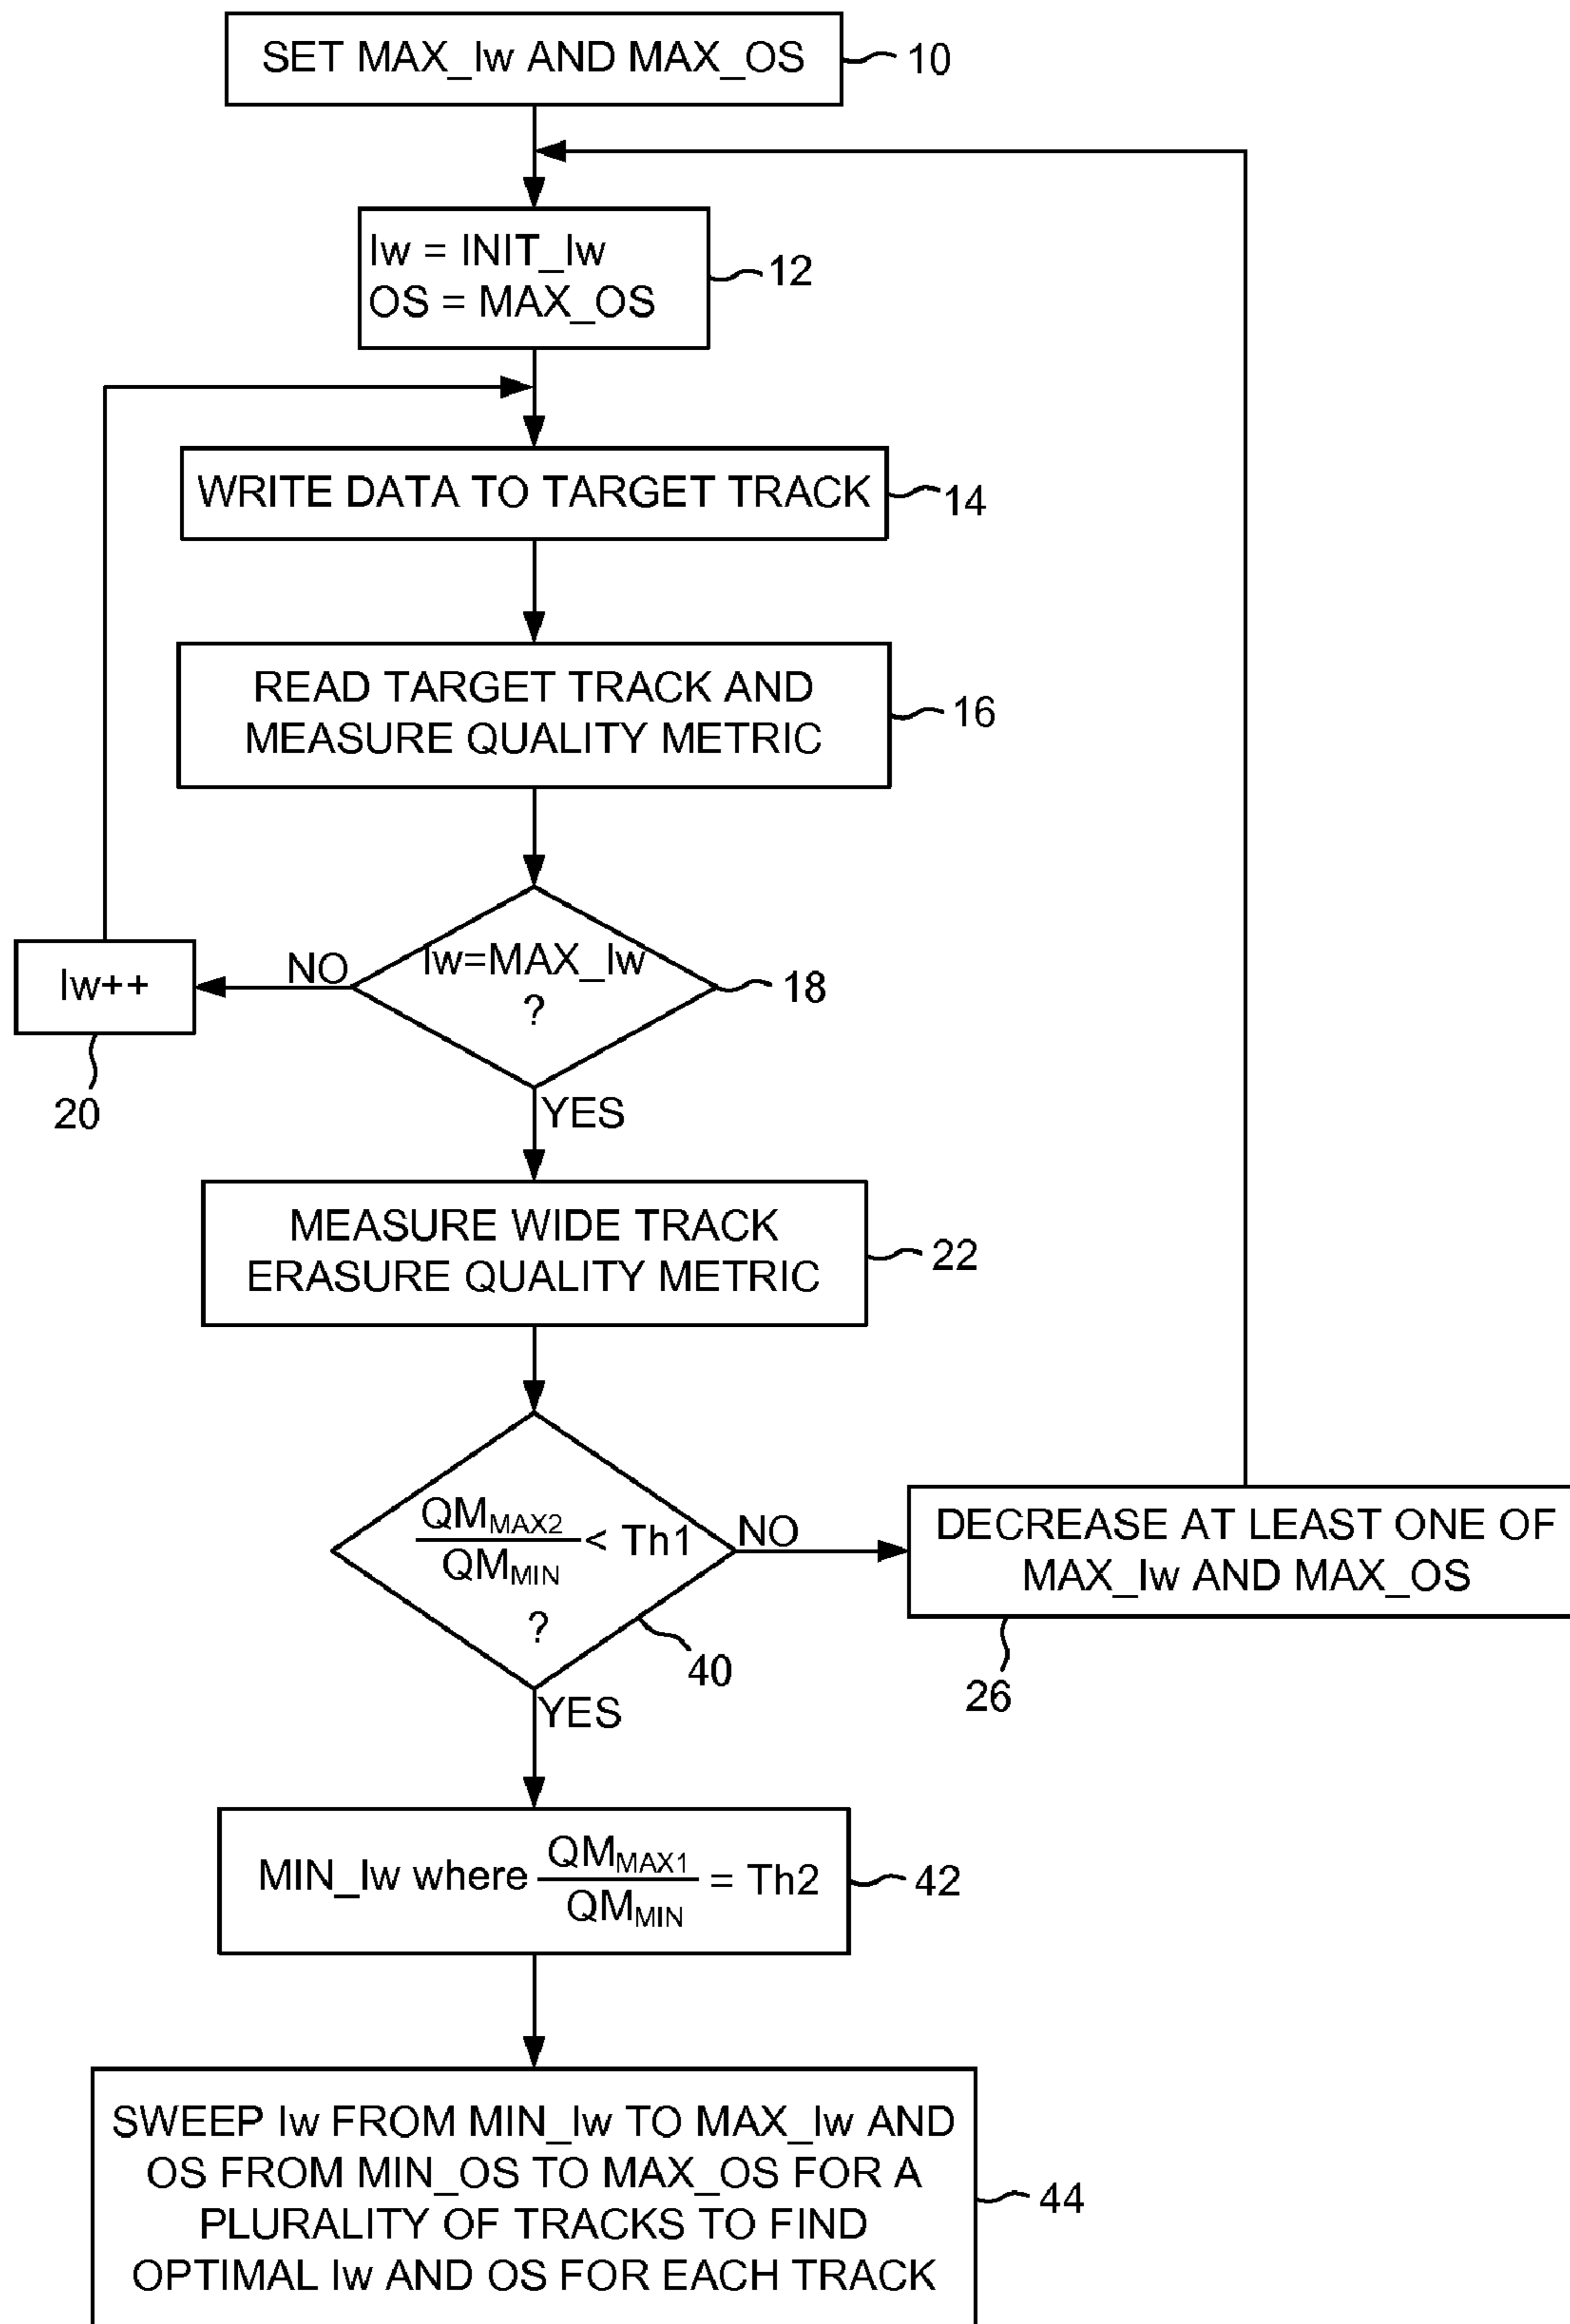 SET MAX_Iw AND MAX_OS
10
Iw = INIT_Iw
OS = MAX_OS
12
WRITE DATA TO TARGET TRACK
14
READ TARGET TRACK AND
MEASURE QUALITY METRIC
16
Iw=MAX_Iw
?
18
NO
Iw++
20
YES
MEASURE WIDE TRACK
ERASURE QUALITY METRIC
22
QMMAX2
QMMIN
< Th1
?
40
NO
DECREASE AT LEAST ONE OF
MAX_Iw AND MAX_OS
26
YES
MIN_Iw where
QMMAX1
QMMIN
= Th2
42
SWEEP Iw FROM MIN_Iw TO MAX_Iw AND
OS FROM MIN_OS TO MAX_OS FOR A
PLURALITY OF TRACKS TO FIND
OPTIMAL Iw AND OS FOR EACH TRACK
44